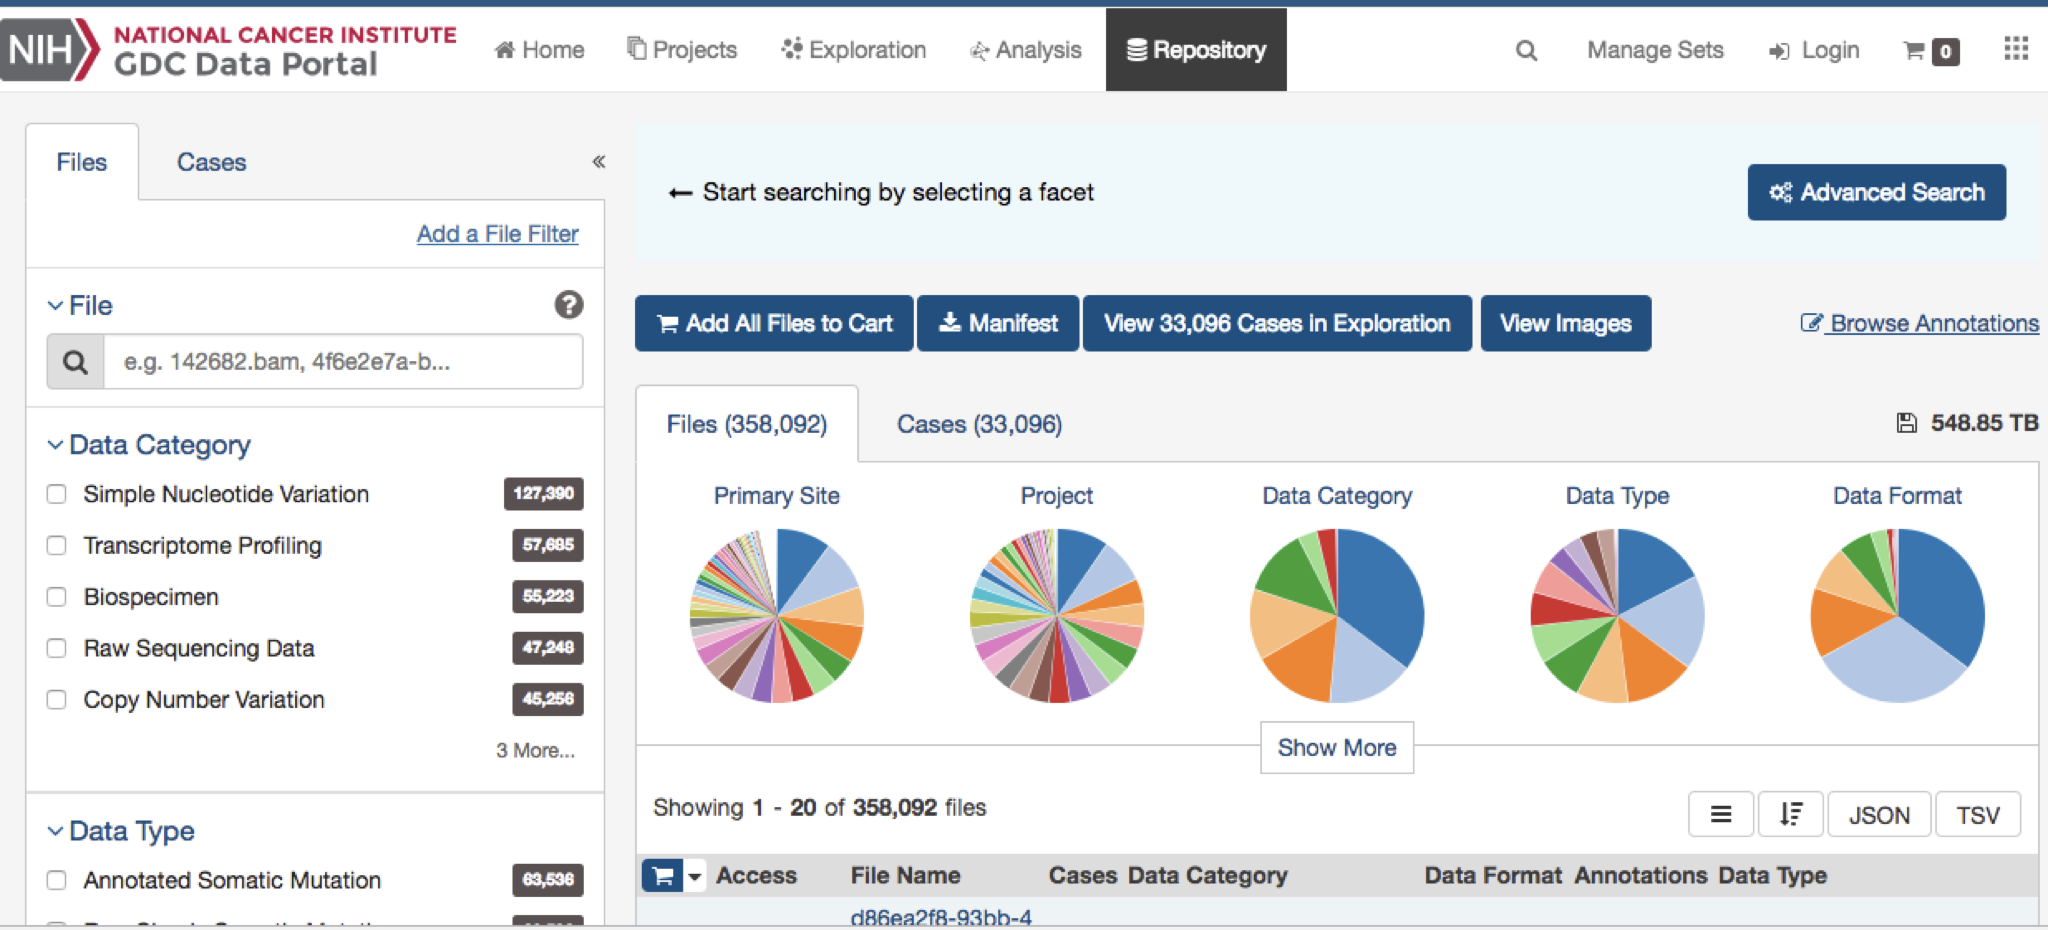 NIH NATIONAL CANCER INSTITUTE
GDC Data Portal
Home Projects Exploration Analysis Repository Manage Sets Login 0
Files Cases «
Add a File Filter
File ?
e.g. 142682.bam, 4f6e2e7a-b...
Data Category
Simple Nucleotide Variation 127,390
Transcriptome Profiling 57,685
Biospecimen 55,223
Raw Sequencing Data 47,248
Copy Number Variation 45,256
3 More...
Data Type
Annotated Somatic Mutation 63,536
← Start searching by selecting a facet
Advanced Search
Add All Files to Cart Manifest View 33,096 Cases in Exploration View Images Browse Annotations
Files (358,092) Cases (33,096) 548.85 TB
Primary Site Project Data Category Data Type Data Format
Show More
Showing 1 - 20 of 358,092 files
JSON TSV
Access File Name Cases Data Category Data Format Annotations Data Type
d86ea2f8-93bb-4